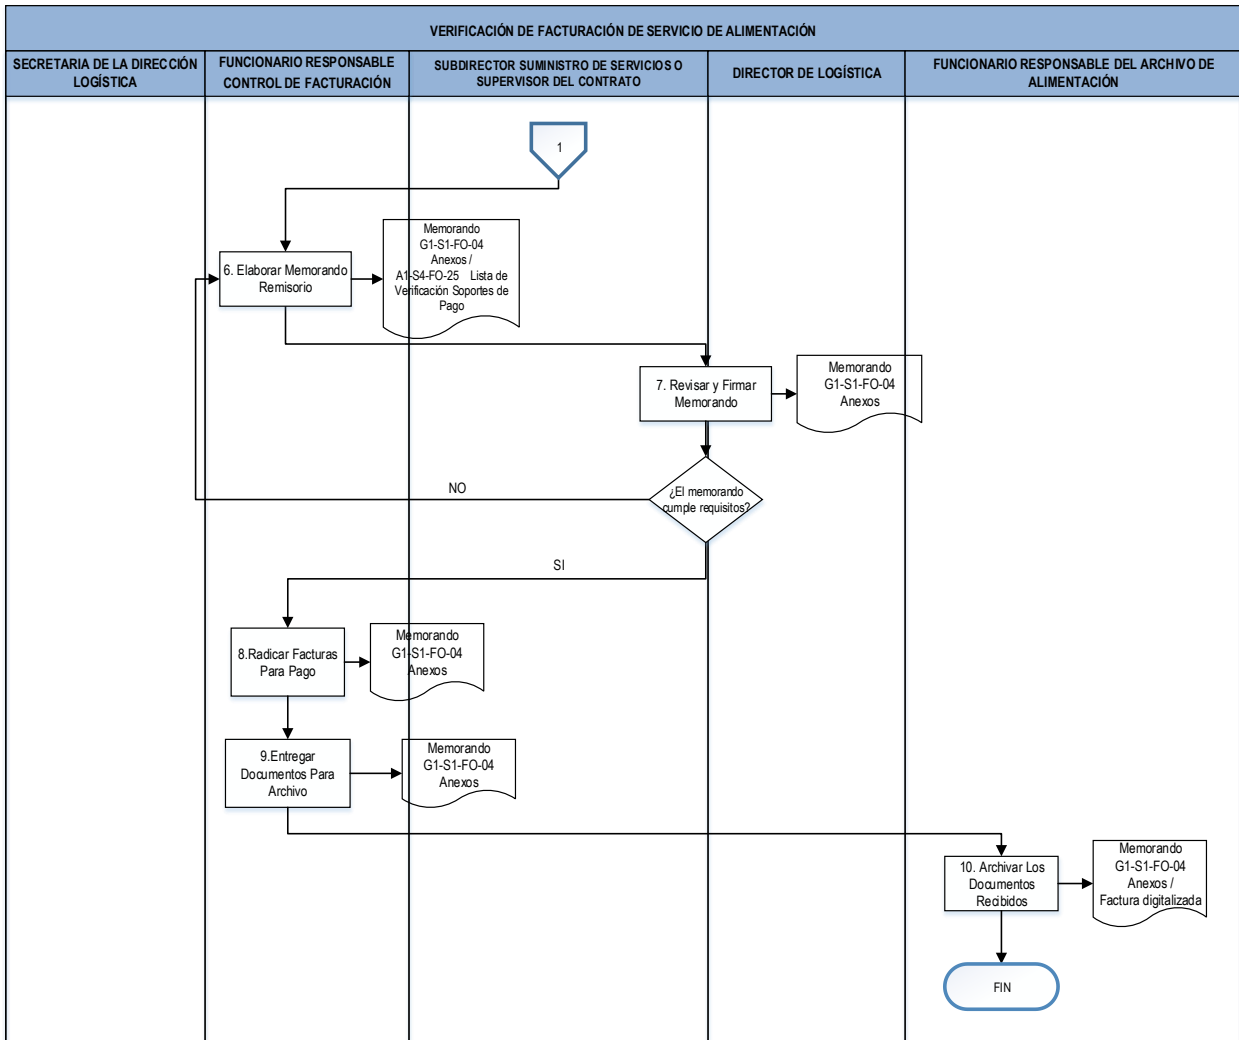 VERIFICACIÓN DE FACTURACIÓN DE SERVICIO DE ALIMENTACIÓN
SECRETARIA DE LA DIRECCIÓN
LOGÍSTICA
FUNCIONARIO RESPONSABLE
CONTROL DE FACTURACIÓN
SUBDIRECTOR SUMINISTRO DE SERVICIOS O
SUPERVISOR DEL CONTRATO
DIRECTOR DE LOGÍSTICA
FUNCIONARIO RESPONSABLE DEL ARCHIVO DE
ALIMENTACIÓN
1
6. Elaborar Memorando
Remisorio
Memorando
G1-S1-FO-04
Anexos /
A1-S4-FO-25 Lista de
Verificación Soportes de
Pago
7. Revisar y Firmar
Memorando
Memorando
G1-S1-FO-04
Anexos
¿El memorando
cumple requisitos?
NO
SI
8.Radicar Facturas
Para Pago
Memorando
G1-S1-FO-04
Anexos
9.Entregar
Documentos Para
Archivo
Memorando
G1-S1-FO-04
Anexos
10. Archivar Los
Documentos
Recibidos
Memorando
G1-S1-FO-04
Anexos /
Factura digitalizada
FIN